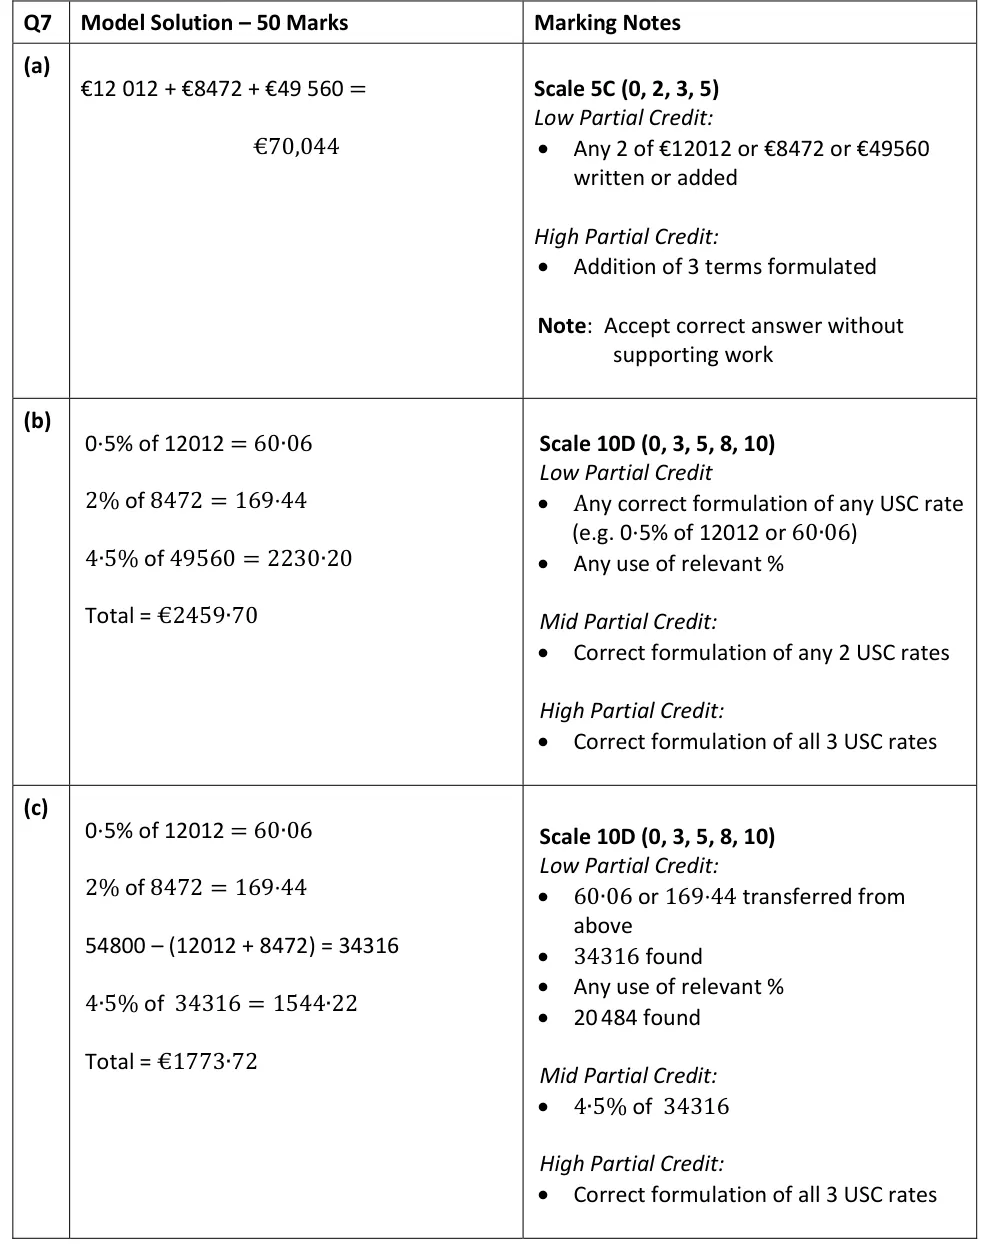 Q7 Model Solution – 50 Marks Marking Notes
(a)
€12 012 + €8472 + €49 560 =
€70,044
Scale 5C (0, 2, 3, 5)
Low Partial Credit:
• Any 2 of €12012 or €8472 or €49560
written or added
High Partial Credit:
• Addition of 3 terms formulated
Note: Accept correct answer without
supporting work
(b)
0·5% of 12012 = 60·06
2% of 8472 = 169·44
4·5% of 49560 = 2230·20
Total = €2459·70
Scale 10D (0, 3, 5, 8, 10)
Low Partial Credit
• Any correct formulation of any USC rate
(e.g. 0·5% of 12012 or 60·06)
• Any use of relevant %
Mid Partial Credit:
• Correct formulation of any 2 USC rates
High Partial Credit:
• Correct formulation of all 3 USC rates
(c)
0·5% of 12012 = 60·06
2% of 8472 = 169·44
54800 – (12012 + 8472) = 34316
4·5% of 34316 = 1544·22
Total = €1773·72
Scale 10D (0, 3, 5, 8, 10)
Low Partial Credit:
• 60·06 or 169·44 transferred from
above
• 34316 found
• Any use of relevant %
• 20 484 found
Mid Partial Credit:
• 4·5% of 34316
High Partial Credit:
• Correct formulation of all 3 USC rates